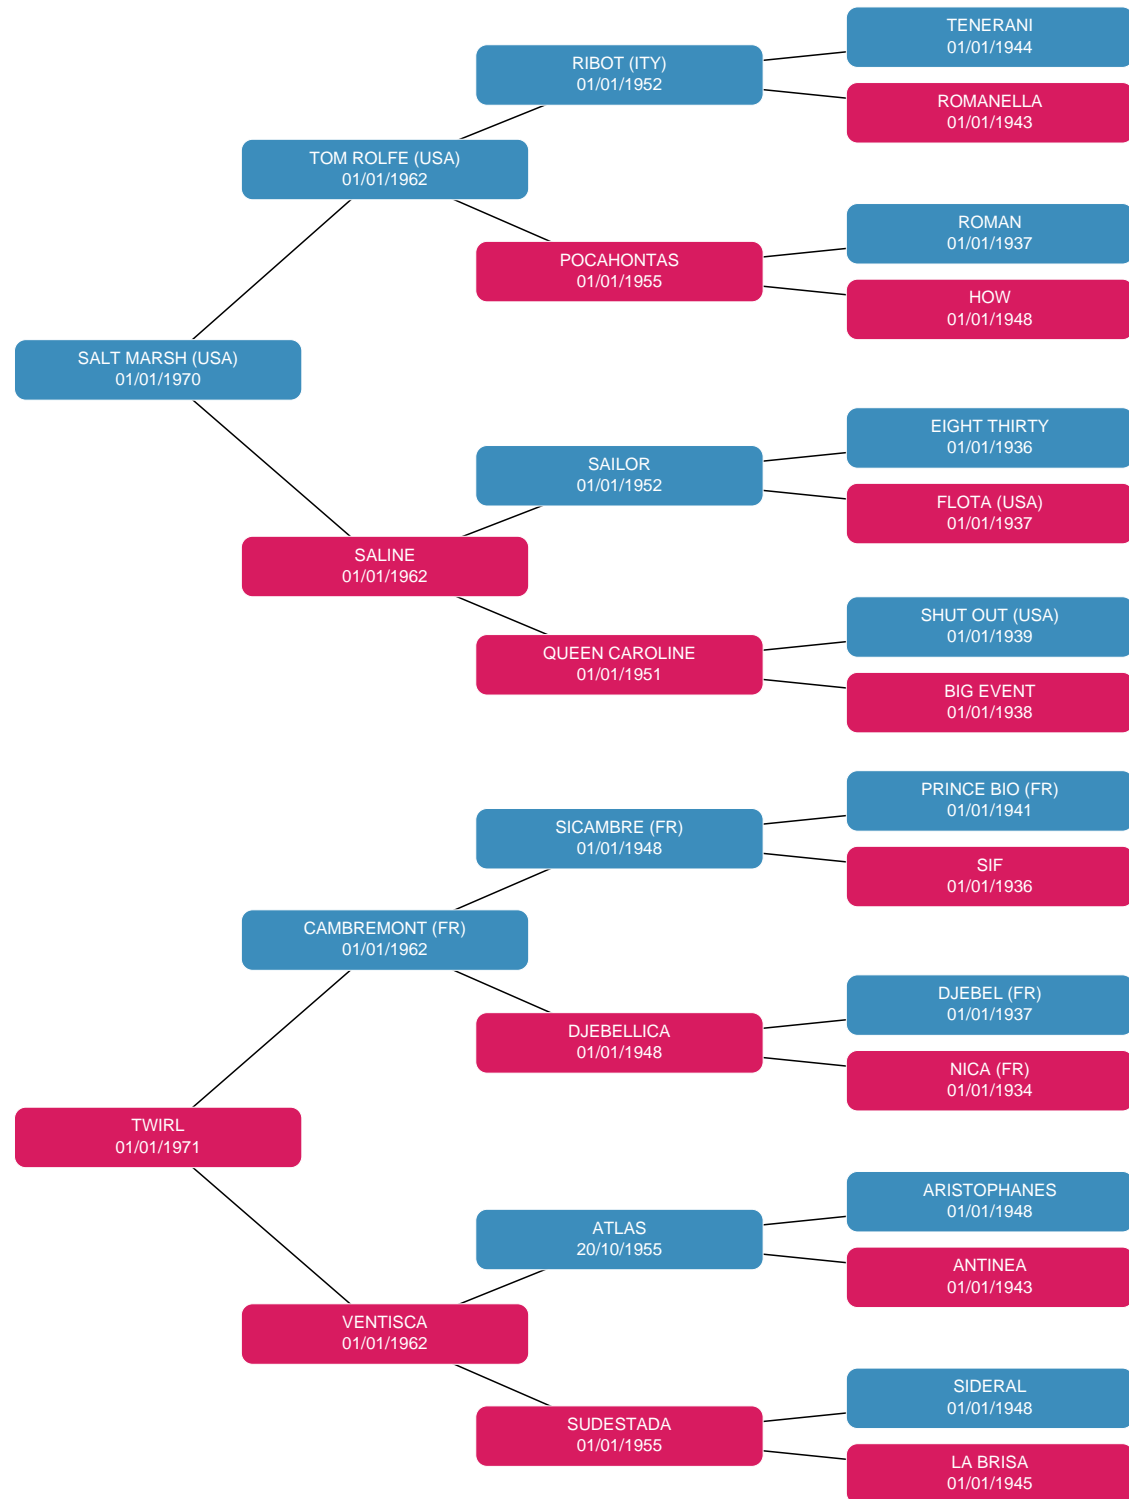 TENERANI
01/01/1944
RIBOT (ITY)
01/01/1952
ROMANELLA
01/01/1943
TOM ROLFE (USA)
01/01/1962
ROMAN
01/01/1937
POCAHONTAS
01/01/1955
HOW
01/01/1948
SALT MARSH (USA)
01/01/1970
EIGHT THIRTY
01/01/1936
SAILOR
01/01/1952
FLOTA (USA)
01/01/1937
SALINE
01/01/1962
SHUT OUT (USA)
01/01/1939
QUEEN CAROLINE
01/01/1951
BIG EVENT
01/01/1938
PRINCE BIO (FR)
01/01/1941
SICAMBRE (FR)
01/01/1948
SIF
01/01/1936
CAMBREMONT (FR)
01/01/1962
DJEBEL (FR)
01/01/1937
DJEBELLICA
01/01/1948
NICA (FR)
01/01/1934
TWIRL
01/01/1971
ARISTOPHANES
01/01/1948
ATLAS
20/10/1955
ANTINEA
01/01/1943
VENTISCA
01/01/1962
SIDERAL
01/01/1948
SUDESTADA
01/01/1955
LA BRISA
01/01/1945